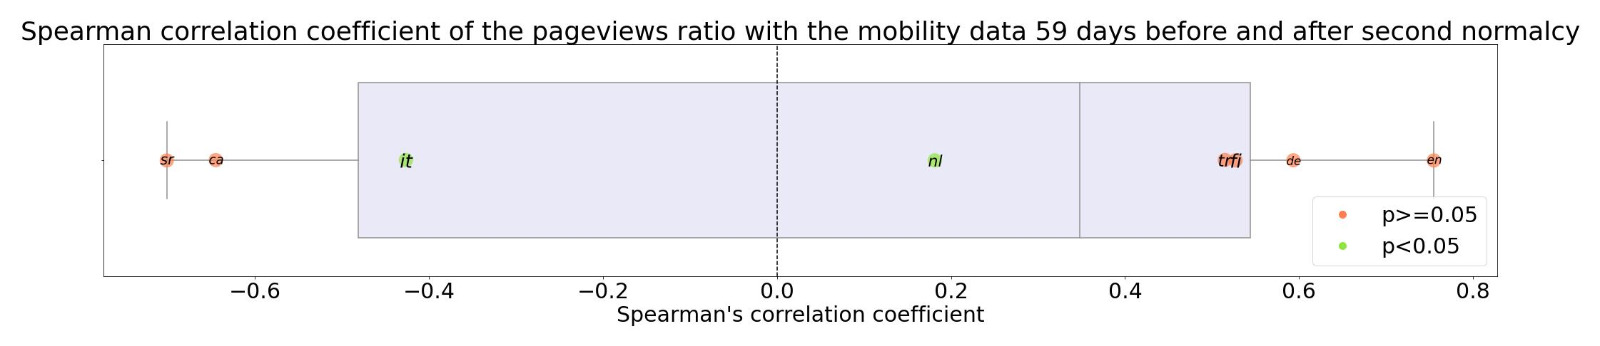 Spearman correlation coefficient of the pageviews ratio with the mobility data 59 days before and after second normalcy
sr ca it nl tr fi de en
p>=0.05
p<0.05
−0.6 −0.4 −0.2 0.0 0.2 0.4 0.6 0.8
Spearman's correlation coefficient